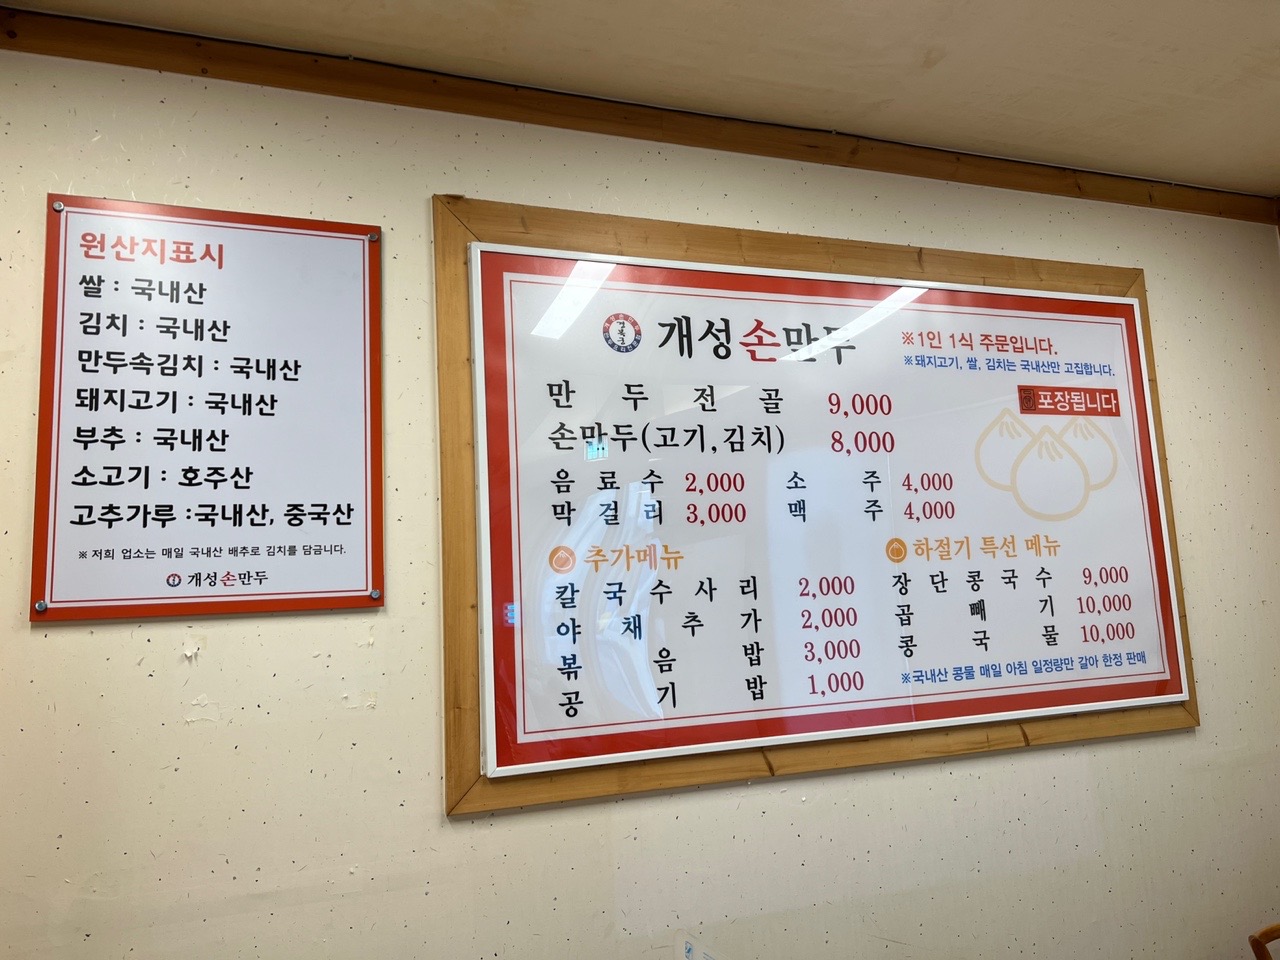 원산지표시
쌀 : 국내산
김치 : 국내산
만두속김치 : 국내산
돼지고기 : 국내산
부추 : 국내산
소고기 : 호주산
고추가루 :국내산, 중국산
※ 저희 업소는 매일 국내산 배추로 김치를 담금니다.
개성손만두
경복궁 개성손만두
※1인 1식 주문입니다.
※돼지고기, 쌀, 김치는 국내산만 고집합니다.
포장됩니다
만두전골 9,000
손만두(고기,김치) 8,000
음료수 2,000 소주 4,000
막걸리 3,000 맥주 4,000
추가메뉴
칼국수사리 2,000
야채추가 2,000
볶음밥 3,000
공기밥 1,000
하절기 특선 메뉴
장단콩국수 9,000
곱빼기 10,000
콩국물 10,000
※국내산 콩물 매일 아침 일정량만 갈아 한정 판매